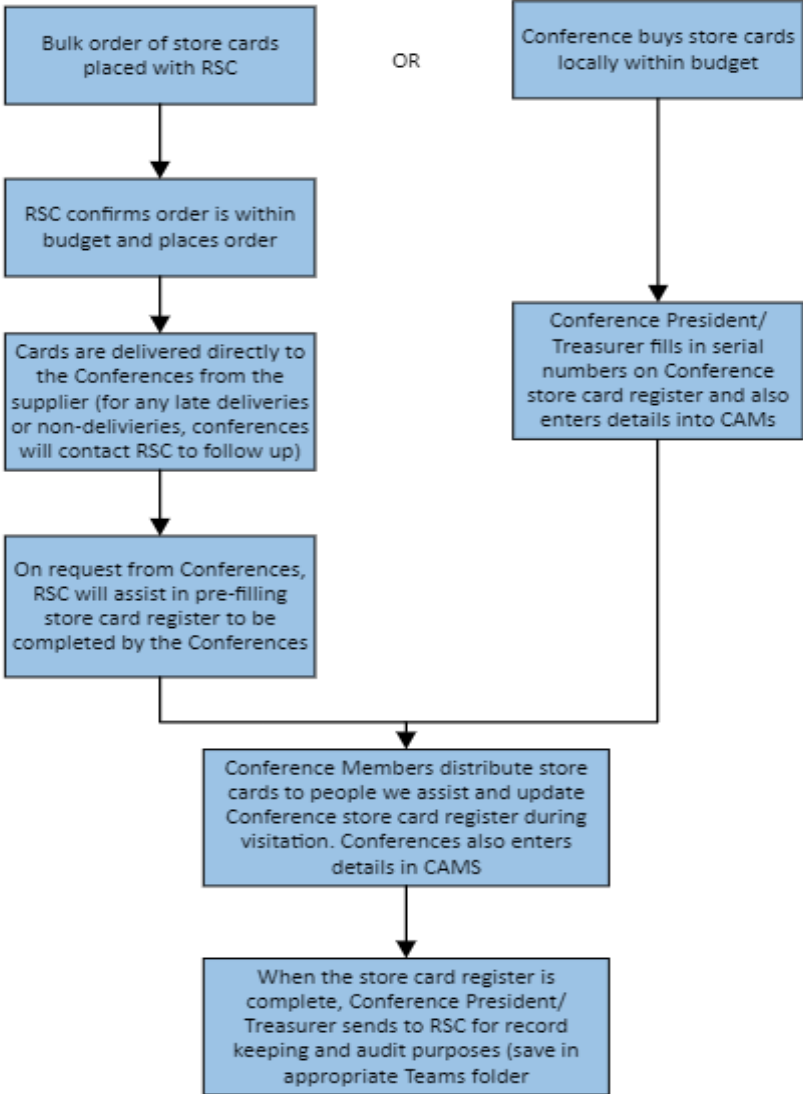 Bulk order of store cards
placed with RSC
OR
Conference buys store cards
locally within budget
RSC confirms order is within
budget and places order
Cards are delivered directly to
the Conferences from the
supplier (for any late deliveries
or non-delivieries, conferences
will contact RSC to follow up)
Conference President/
Treasurer fills in serial
numbers on Conference
store card register and also
enters details into CAMs
On request from Conferences,
RSC will assist in pre-filling
store card register to be
completed by the Conferences
Conference Members distribute store
cards to people we assist and update
Conference store card register during
visitation. Conferences also enters
details in CAMS
When the store card register is
complete, Conference President/
Treasurer sends to RSC for record
keeping and audit purposes (save in
appropriate Teams folder